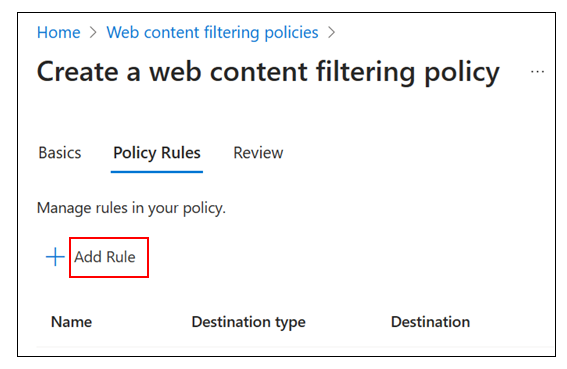 Home > Web content filtering policies >
Create a web content filtering policy ...
Basics Policy Rules Review
Manage rules in your policy.
+ Add Rule
Name Destination type Destination